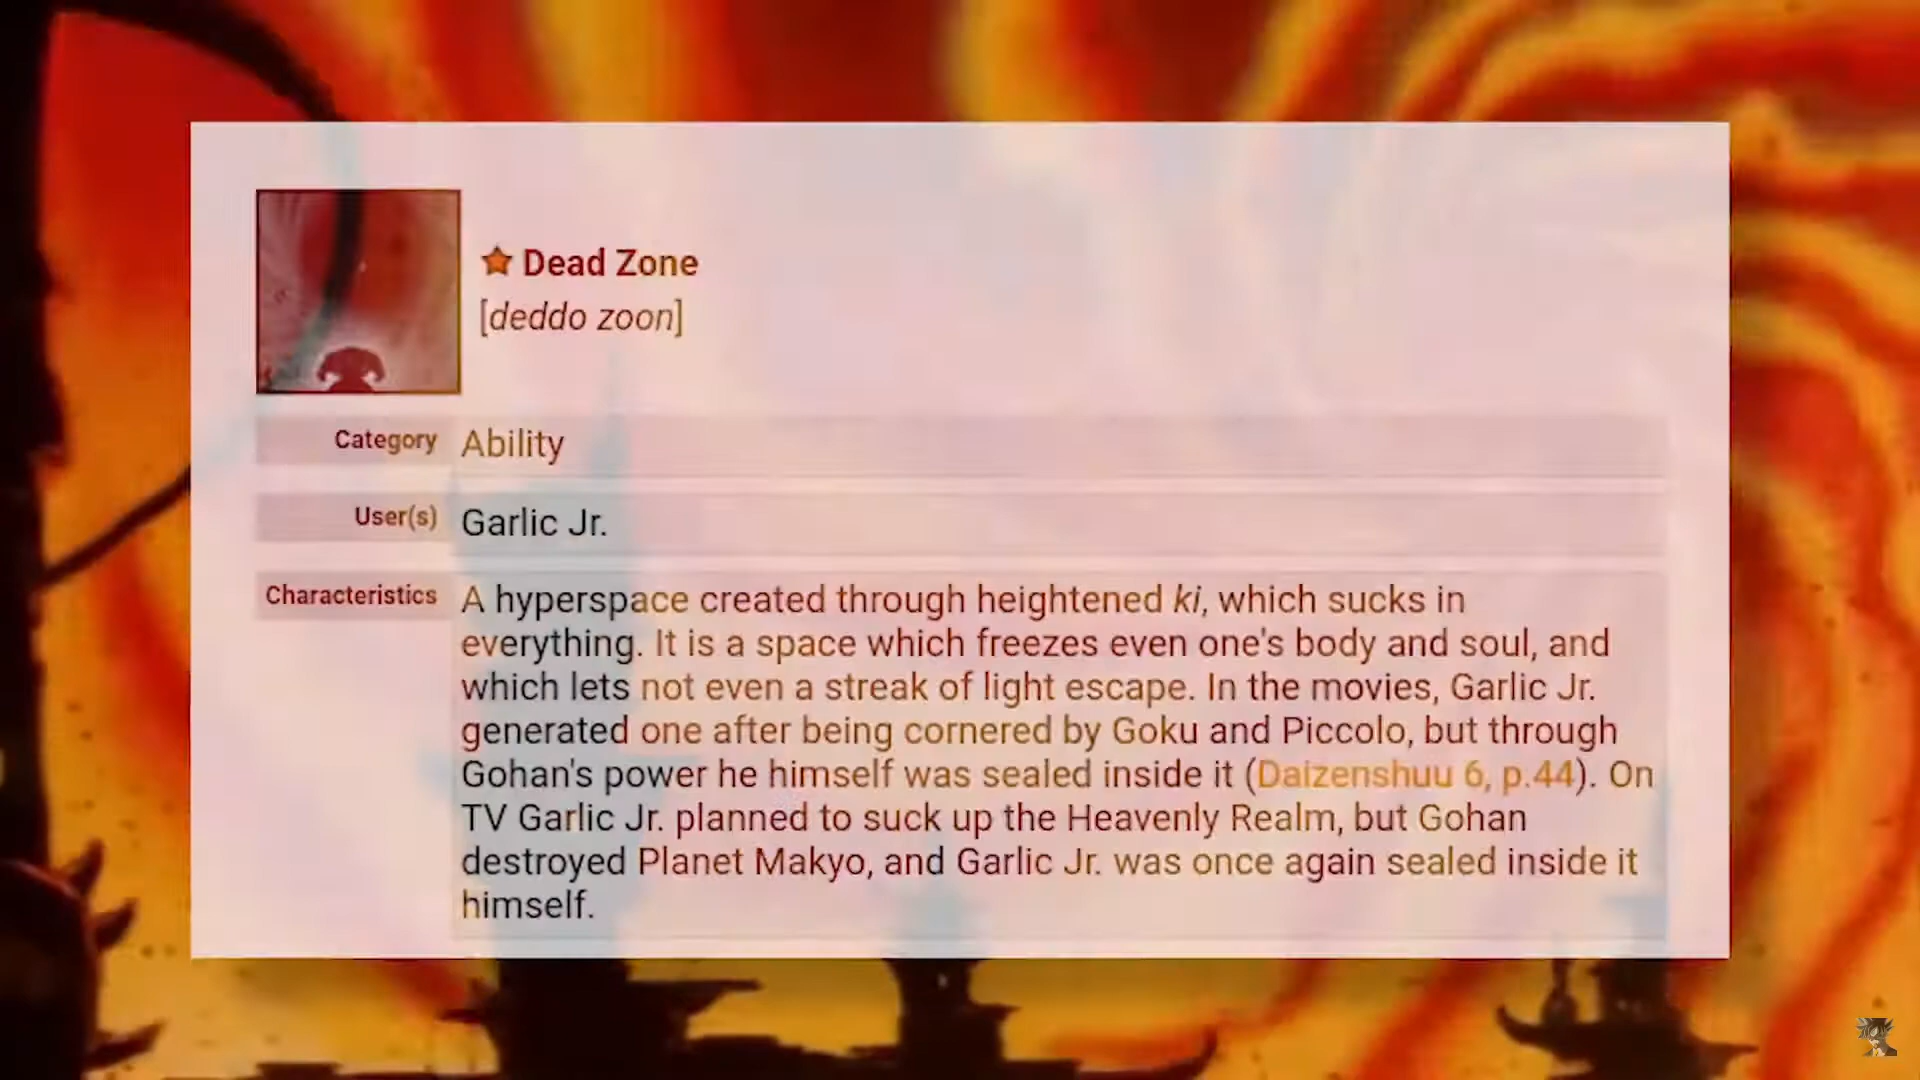 Dead Zone
[deddo zoon]
Category
Ability
User(s)
Garlic Jr.
Characteristics
A hyperspace created through heightened ki, which sucks in
everything. It is a space which freezes even one's body and soul, and
which lets not even a streak of light escape. In the movies, Garlic Jr.
generated one after being cornered by Goku and Piccolo, but through
Gohan's power he himself was sealed inside it (Daizenshuu 6, p.44). On
TV Garlic Jr. planned to suck up the Heavenly Realm, but Gohan
destroyed Planet Makyo, and Garlic Jr. was once again sealed inside it
himself.